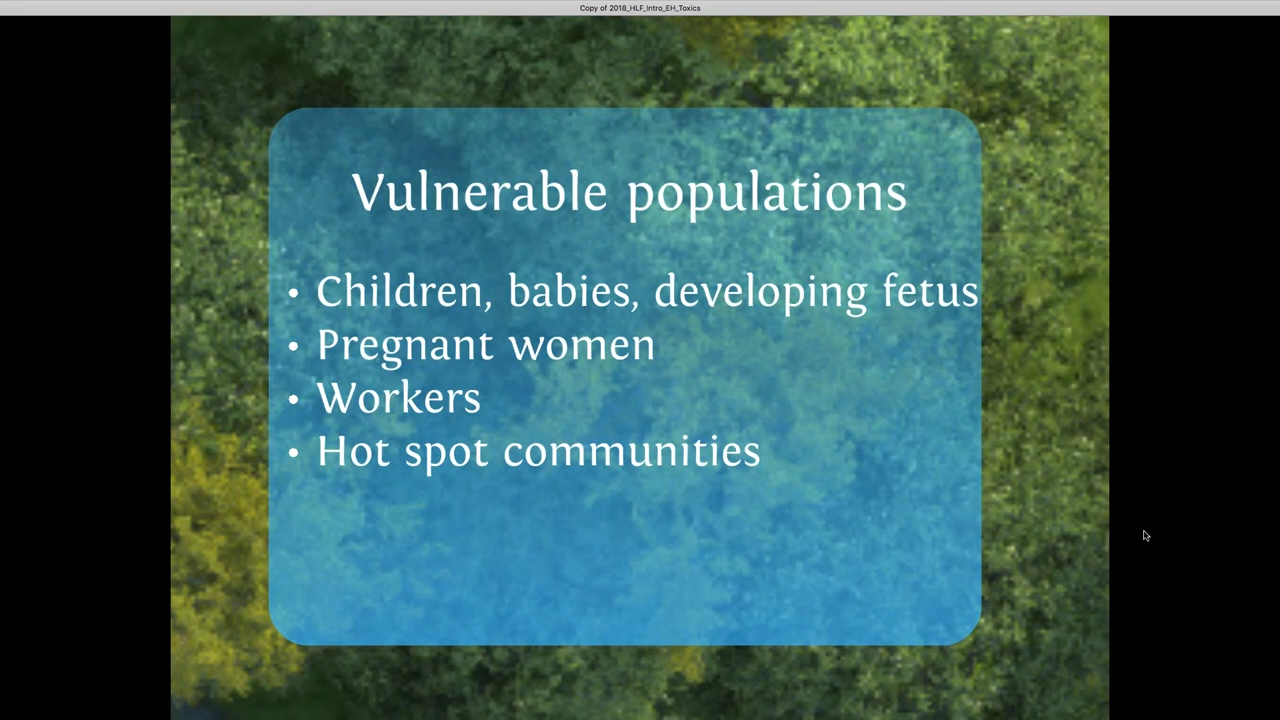 Copy of 2018_HLF_Intro_EH_Toxics
Vulnerable populations
• Children, babies, developing fetus
• Pregnant women
• Workers
• Hot spot communities